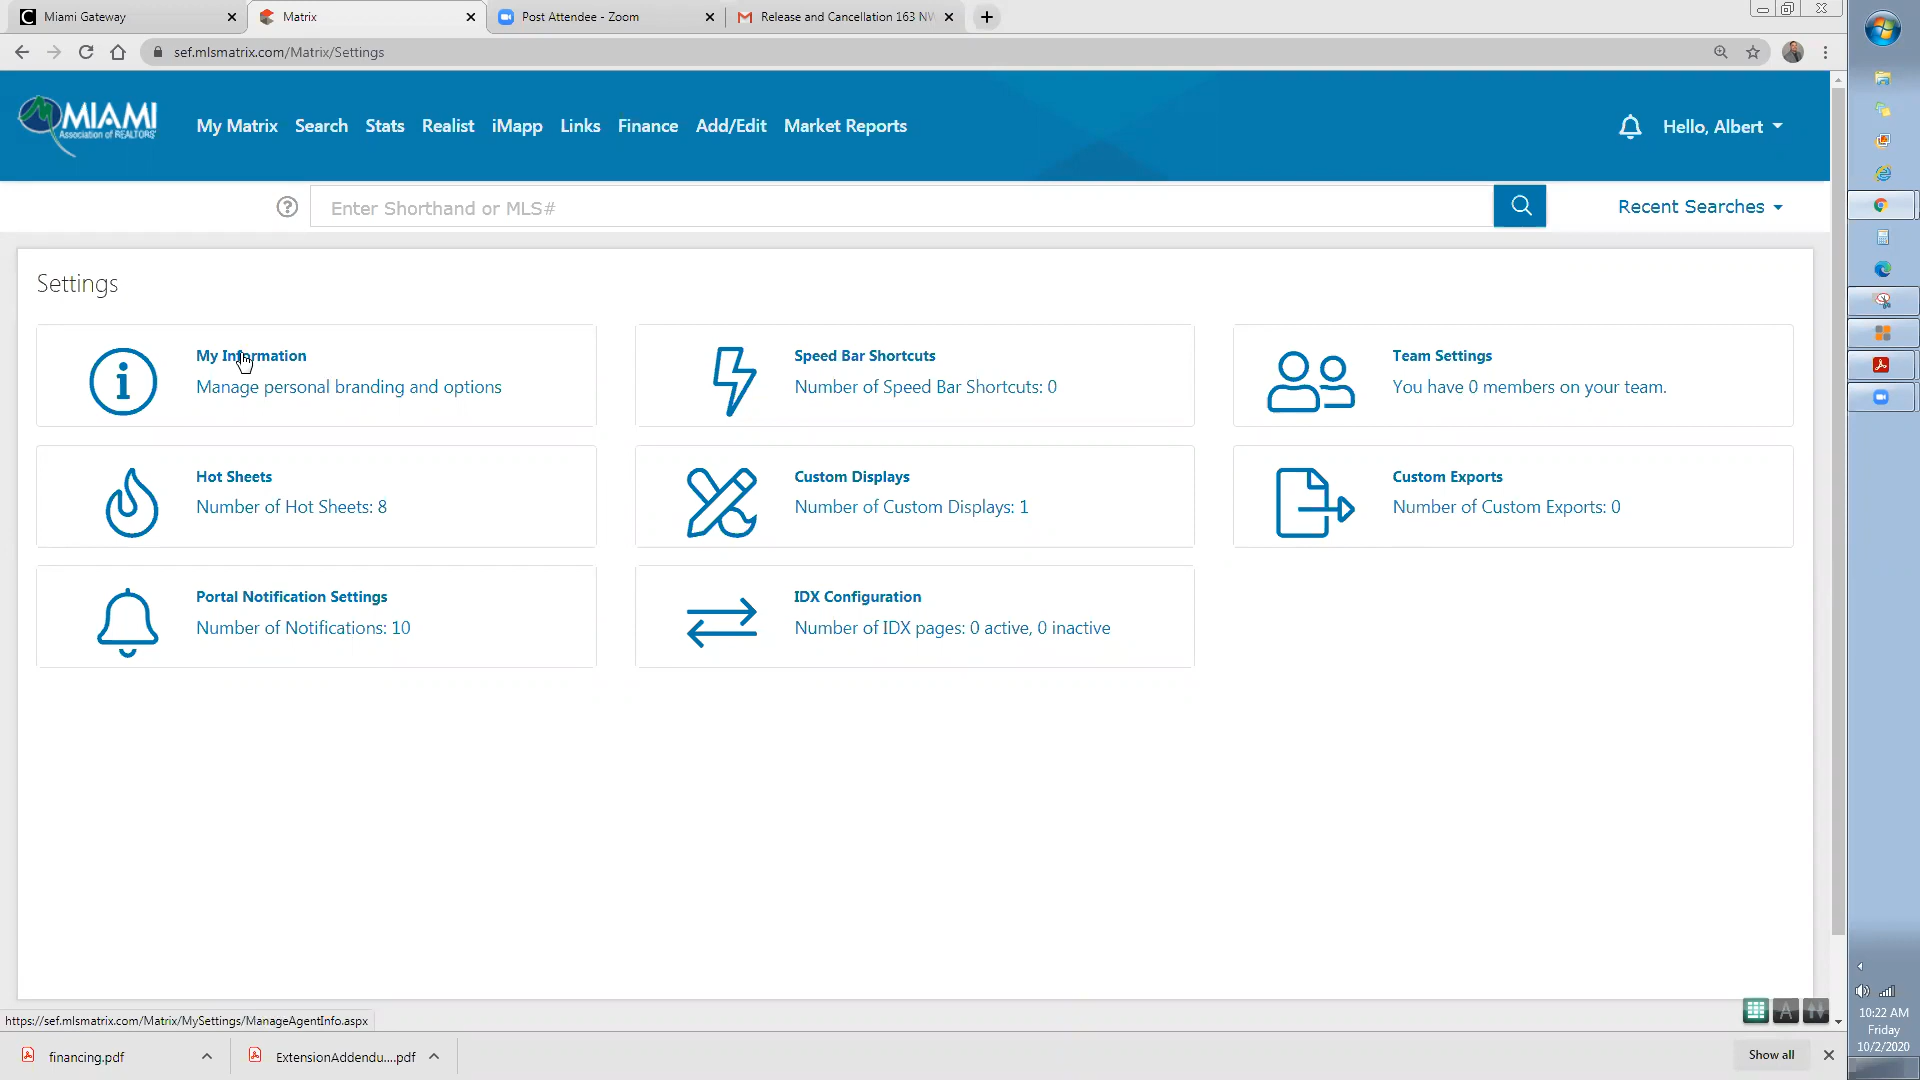 Miami Gateway
Matrix
Post Attendee - Zoom
Release and Cancellation 163 NW
sef.mlsmatrix.com/Matrix/Settings
MIAMI
Association of REALTORS®
My Matrix
Search
Stats
Realist
iMapp
Links
Finance
Add/Edit
Market Reports
Hello, Albert
Enter Shorthand or MLS#
Recent Searches
Settings
My Information
Manage personal branding and options
Speed Bar Shortcuts
Number of Speed Bar Shortcuts: 0
Team Settings
You have 0 members on your team.
Hot Sheets
Number of Hot Sheets: 8
Custom Displays
Number of Custom Displays: 1
Custom Exports
Number of Custom Exports: 0
Portal Notification Settings
Number of Notifications: 10
IDX Configuration
Number of IDX pages: 0 active, 0 inactive
https://sef.mlsmatrix.com/Matrix/MySettings/ManageAgentInfo.aspx
financing.pdf
ExtensionAddendu....pdf
Show all
10:22 AM
Friday
10/2/2020